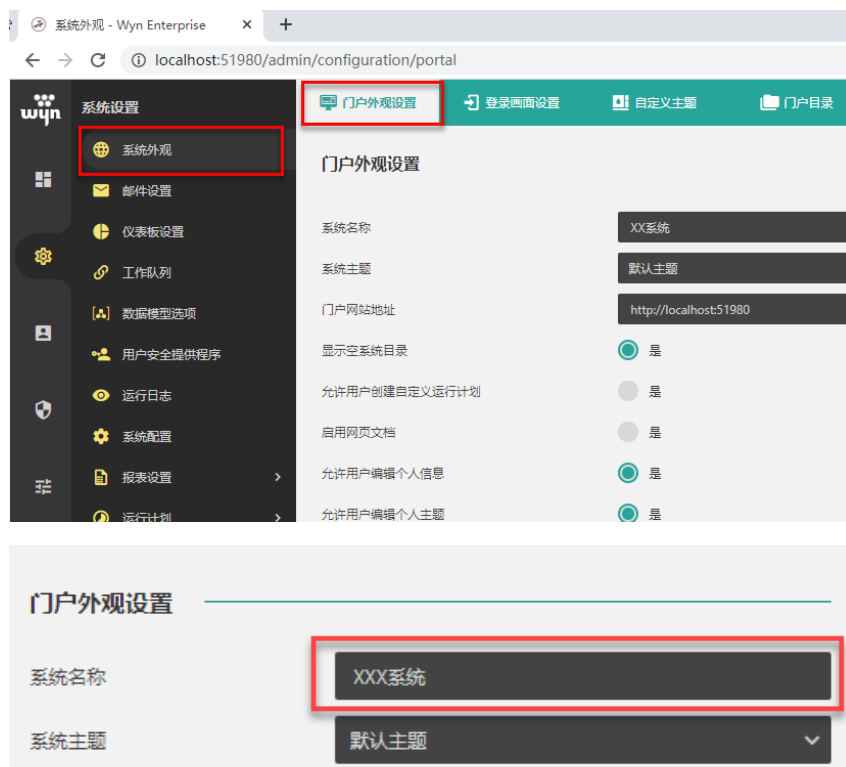 系统外观 - Wyn Enterprise
localhost:51980/admin/configuration/portal
wyn
系统设置
门户外观设置
登录画面设置
自定义主题
门户目录
系统外观
邮件设置
仪表板设置
工作队列
数据模型选项
用户安全提供程序
运行日志
系统配置
报表设置
运行计划
门户外观设置
系统名称
XX系统
系统主题
默认主题
门户网站地址
http://localhost:51980
显示空系统目录
是
允许用户创建自定义运行计划
是
启用网页文档
是
允许用户编辑个人信息
是
允许用户编辑个人主题
是
门户外观设置
系统名称
XXX系统
系统主题
默认主题